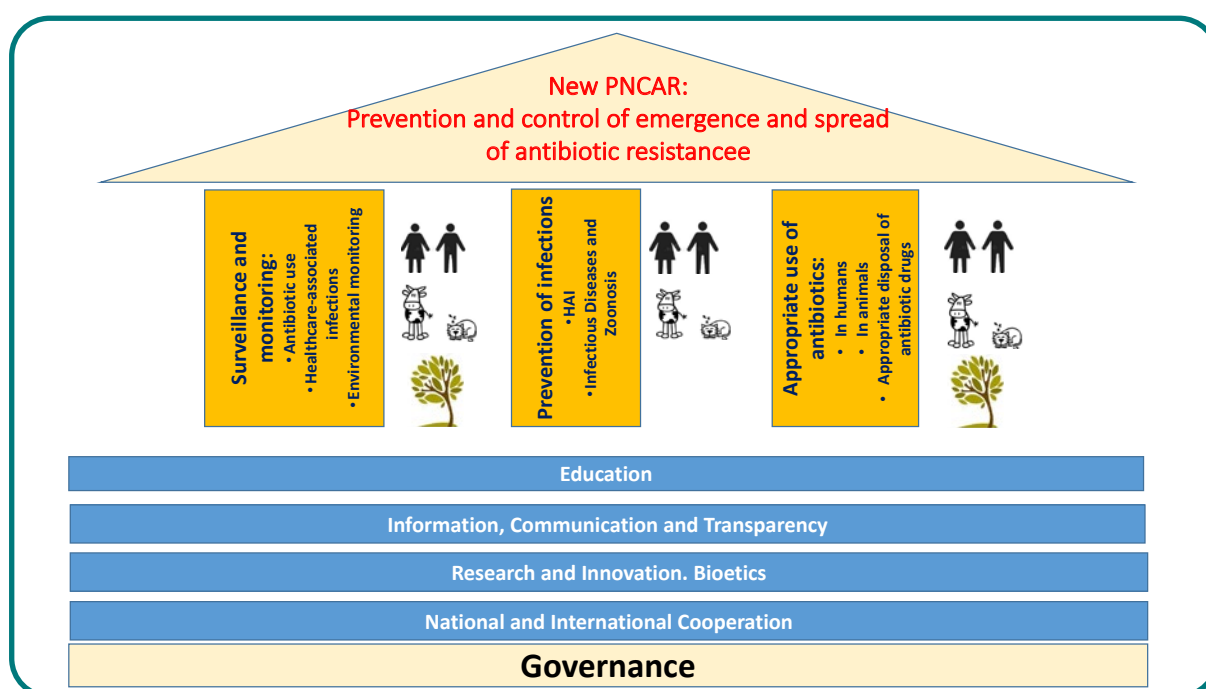 New PNCAR:
Prevention and control of emergence and spread
of antibiotic resistancee
Surveillance and
monitoring:
• Antibiotic use
• Healthcare-associated
infections
• Environmental monitoring
Prevention of infections
• HAI
• Infectious Diseases and
Zoonosis
Appropriate use of
antibiotics:
• In humans
• In animals
• Appropriate disposal of
antibiotic drugs
Education
Information, Communication and Transparency
Research and Innovation. Bioetics
National and International Cooperation
Governance